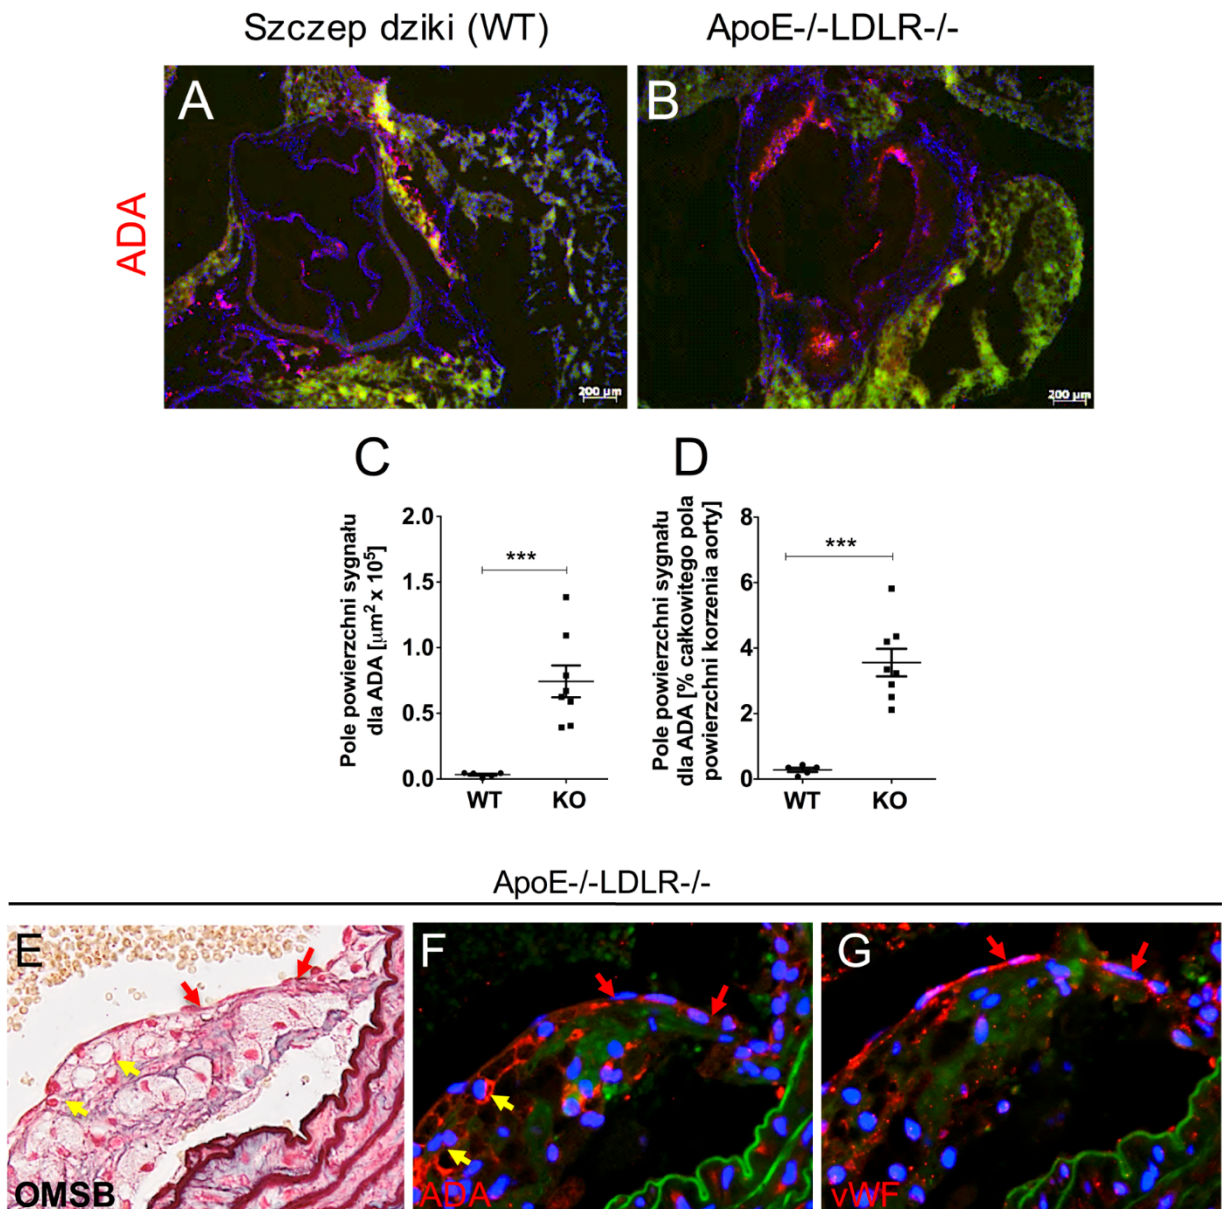 Szczep dziki (WT)
ApoE-/-LDLR-/-
A
B
ADA
200 µm
200 µm
C
D
Pole powierzchni sygnału
dla ADA [µm² x 10⁵]
2.0
1.5
1.0
0.5
0.0
***
WT
KO
Pole powierzchni sygnału
dla ADA [% całkowitego pola
powierzchni korzenia aorty]
8
6
4
2
0
***
WT
KO
ApoE-/-LDLR-/-
E
F
G
OMSB
ADA
vWF